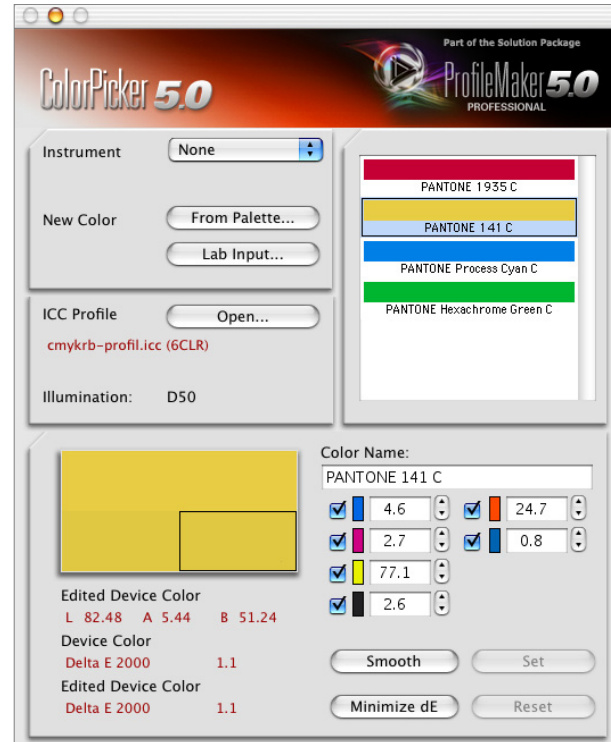 Part of the Solution Package
ColorPicker 5.0
ProfileMaker 5.0
PROFESSIONAL
Instrument None
New Color From Palette...
Lab Input...
PANTONE 1935 C
PANTONE 141 C
PANTONE Process Cyan C
PANTONE Hexachrome Green C
ICC Profile Open...
cmykrb-profil.icc (6CLR)
Illumination: D50
Color Name:
PANTONE 141 C
4.6 24.7
2.7 0.8
77.1
2.6
Edited Device Color
L 82.48 A 5.44 B 51.24
Device Color
Delta E 2000 1.1
Edited Device Color
Delta E 2000 1.1
Smooth Set
Minimize dE Reset